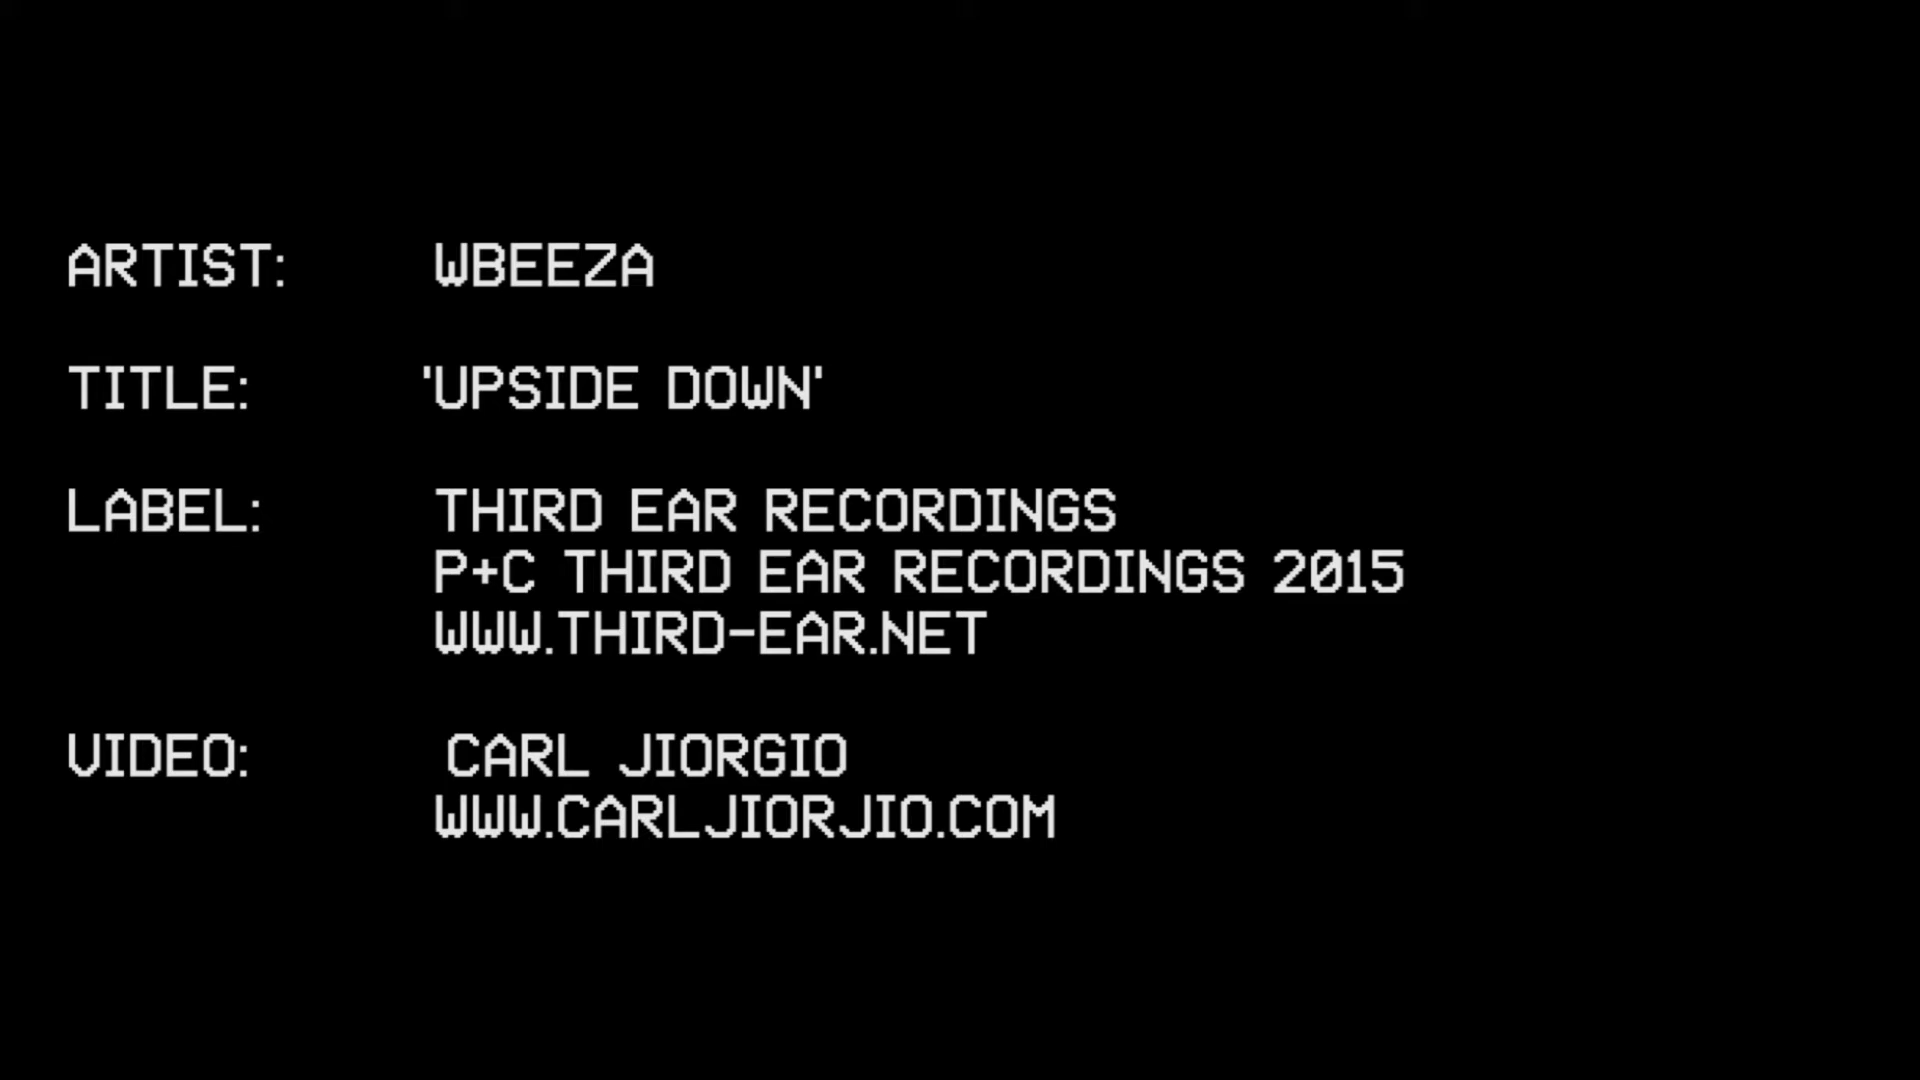 ARTIST: WBEEZA
TITLE: 'UPSIDE DOWN'
LABEL: THIRD EAR RECORDINGS
P+C THIRD EAR RECORDINGS 2015
WWW.THIRD-EAR.NET
VIDEO: CARL JIORGIO
WWW.CARLJIORJIO.COM